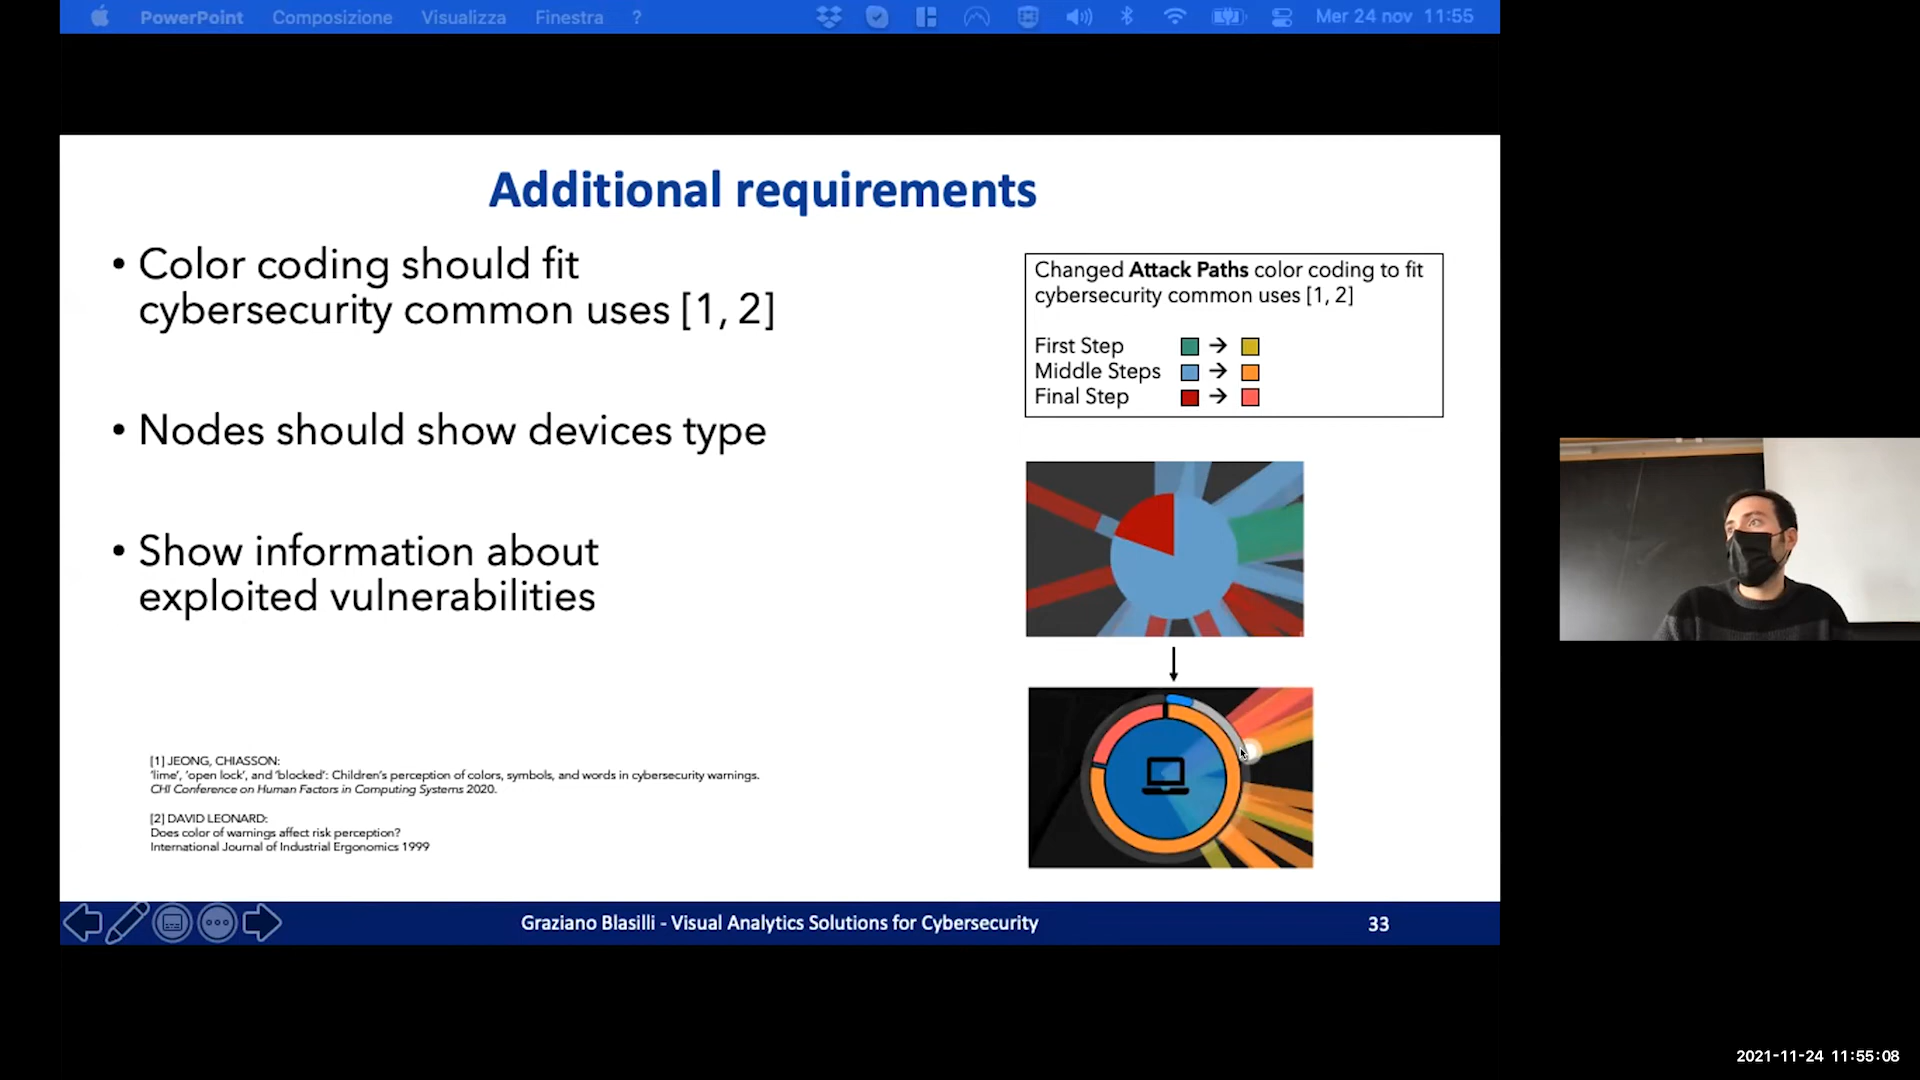 PowerPoint Composizione Visualizza Finestra ? Mer 24 nov 11:55
Additional requirements
• Color coding should fit
cybersecurity common uses [1, 2]
• Nodes should show devices type
• Show information about
exploited vulnerabilities
Changed Attack Paths color coding to fit
cybersecurity common uses [1, 2]
First Step →
Middle Steps →
Final Step →
[1] JEONG, CHIASSON:
'lime', 'open lock', and 'blocked': Children's perception of colors, symbols, and words in cybersecurity warnings.
CHI Conference on Human Factors in Computing Systems 2020.
[2] DAVID LEONARD:
Does color of warnings affect risk perception?
International Journal of Industrial Ergonomics 1999
Graziano Blasilli - Visual Analytics Solutions for Cybersecurity
33
2021-11-24 11:55:08